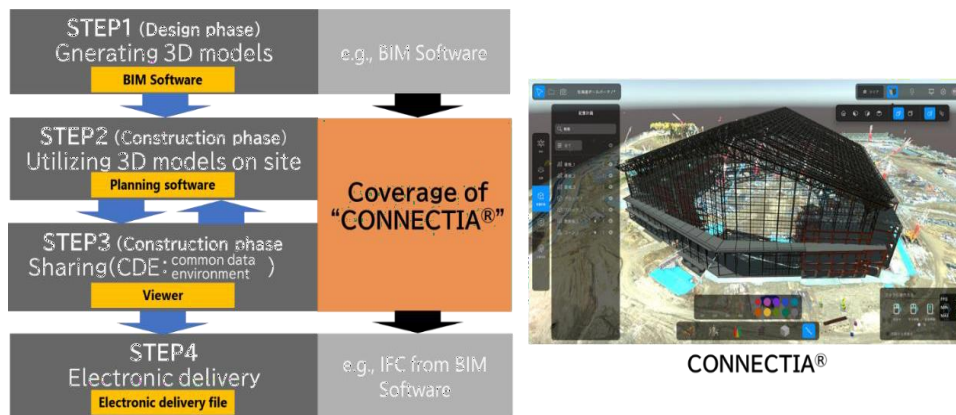 STEP1 (Design phase)
Gnerating 3D models
BIM Software
e.g., BIM Software
STEP2 (Construction phase)
Utilizing 3D models on site
Planning software
Coverage of
“CONNECTIA®”
STEP3 (Construction phase
Sharing(CDE: common data environment )
Viewer
STEP4
Electronic delivery
Electronic delivery file
e.g., IFC from BIM
Software
CONNECTIA®